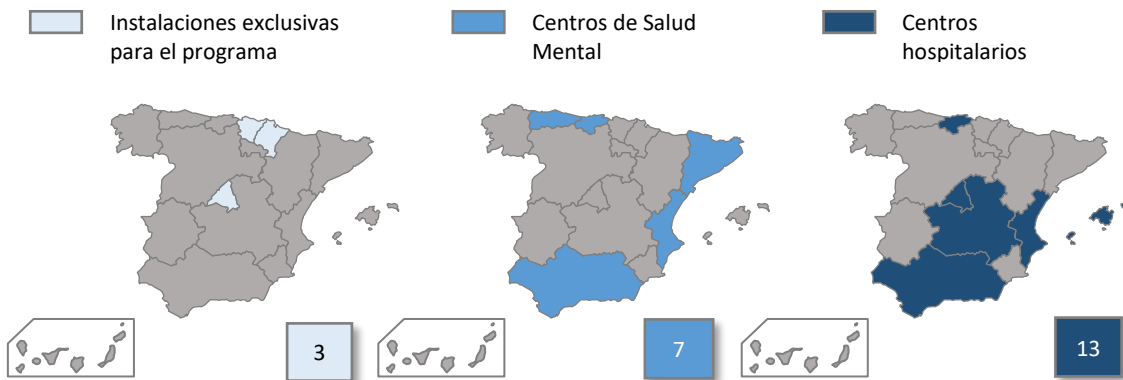 Instalaciones exclusivas
para el programa
Centros de Salud
Mental
Centros
hospitalarios
3
7
13